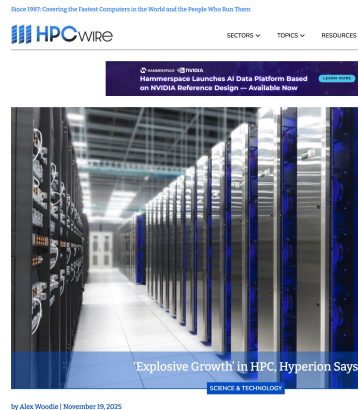 Since 1987: Covering the Fastest Computers in the World and the People Who Run Them
HPCwire
SECTORS TOPICS RESOURCES
HAMMERSPACE NVIDIA
Hammerspace Launches AI Data Platform Based
on NVIDIA Reference Design — Available Now
LEARN MORE
'Explosive Growth' in HPC, Hyperion Says
SCIENCE & TECHNOLOGY
by Alex Woodie | November 19, 2025